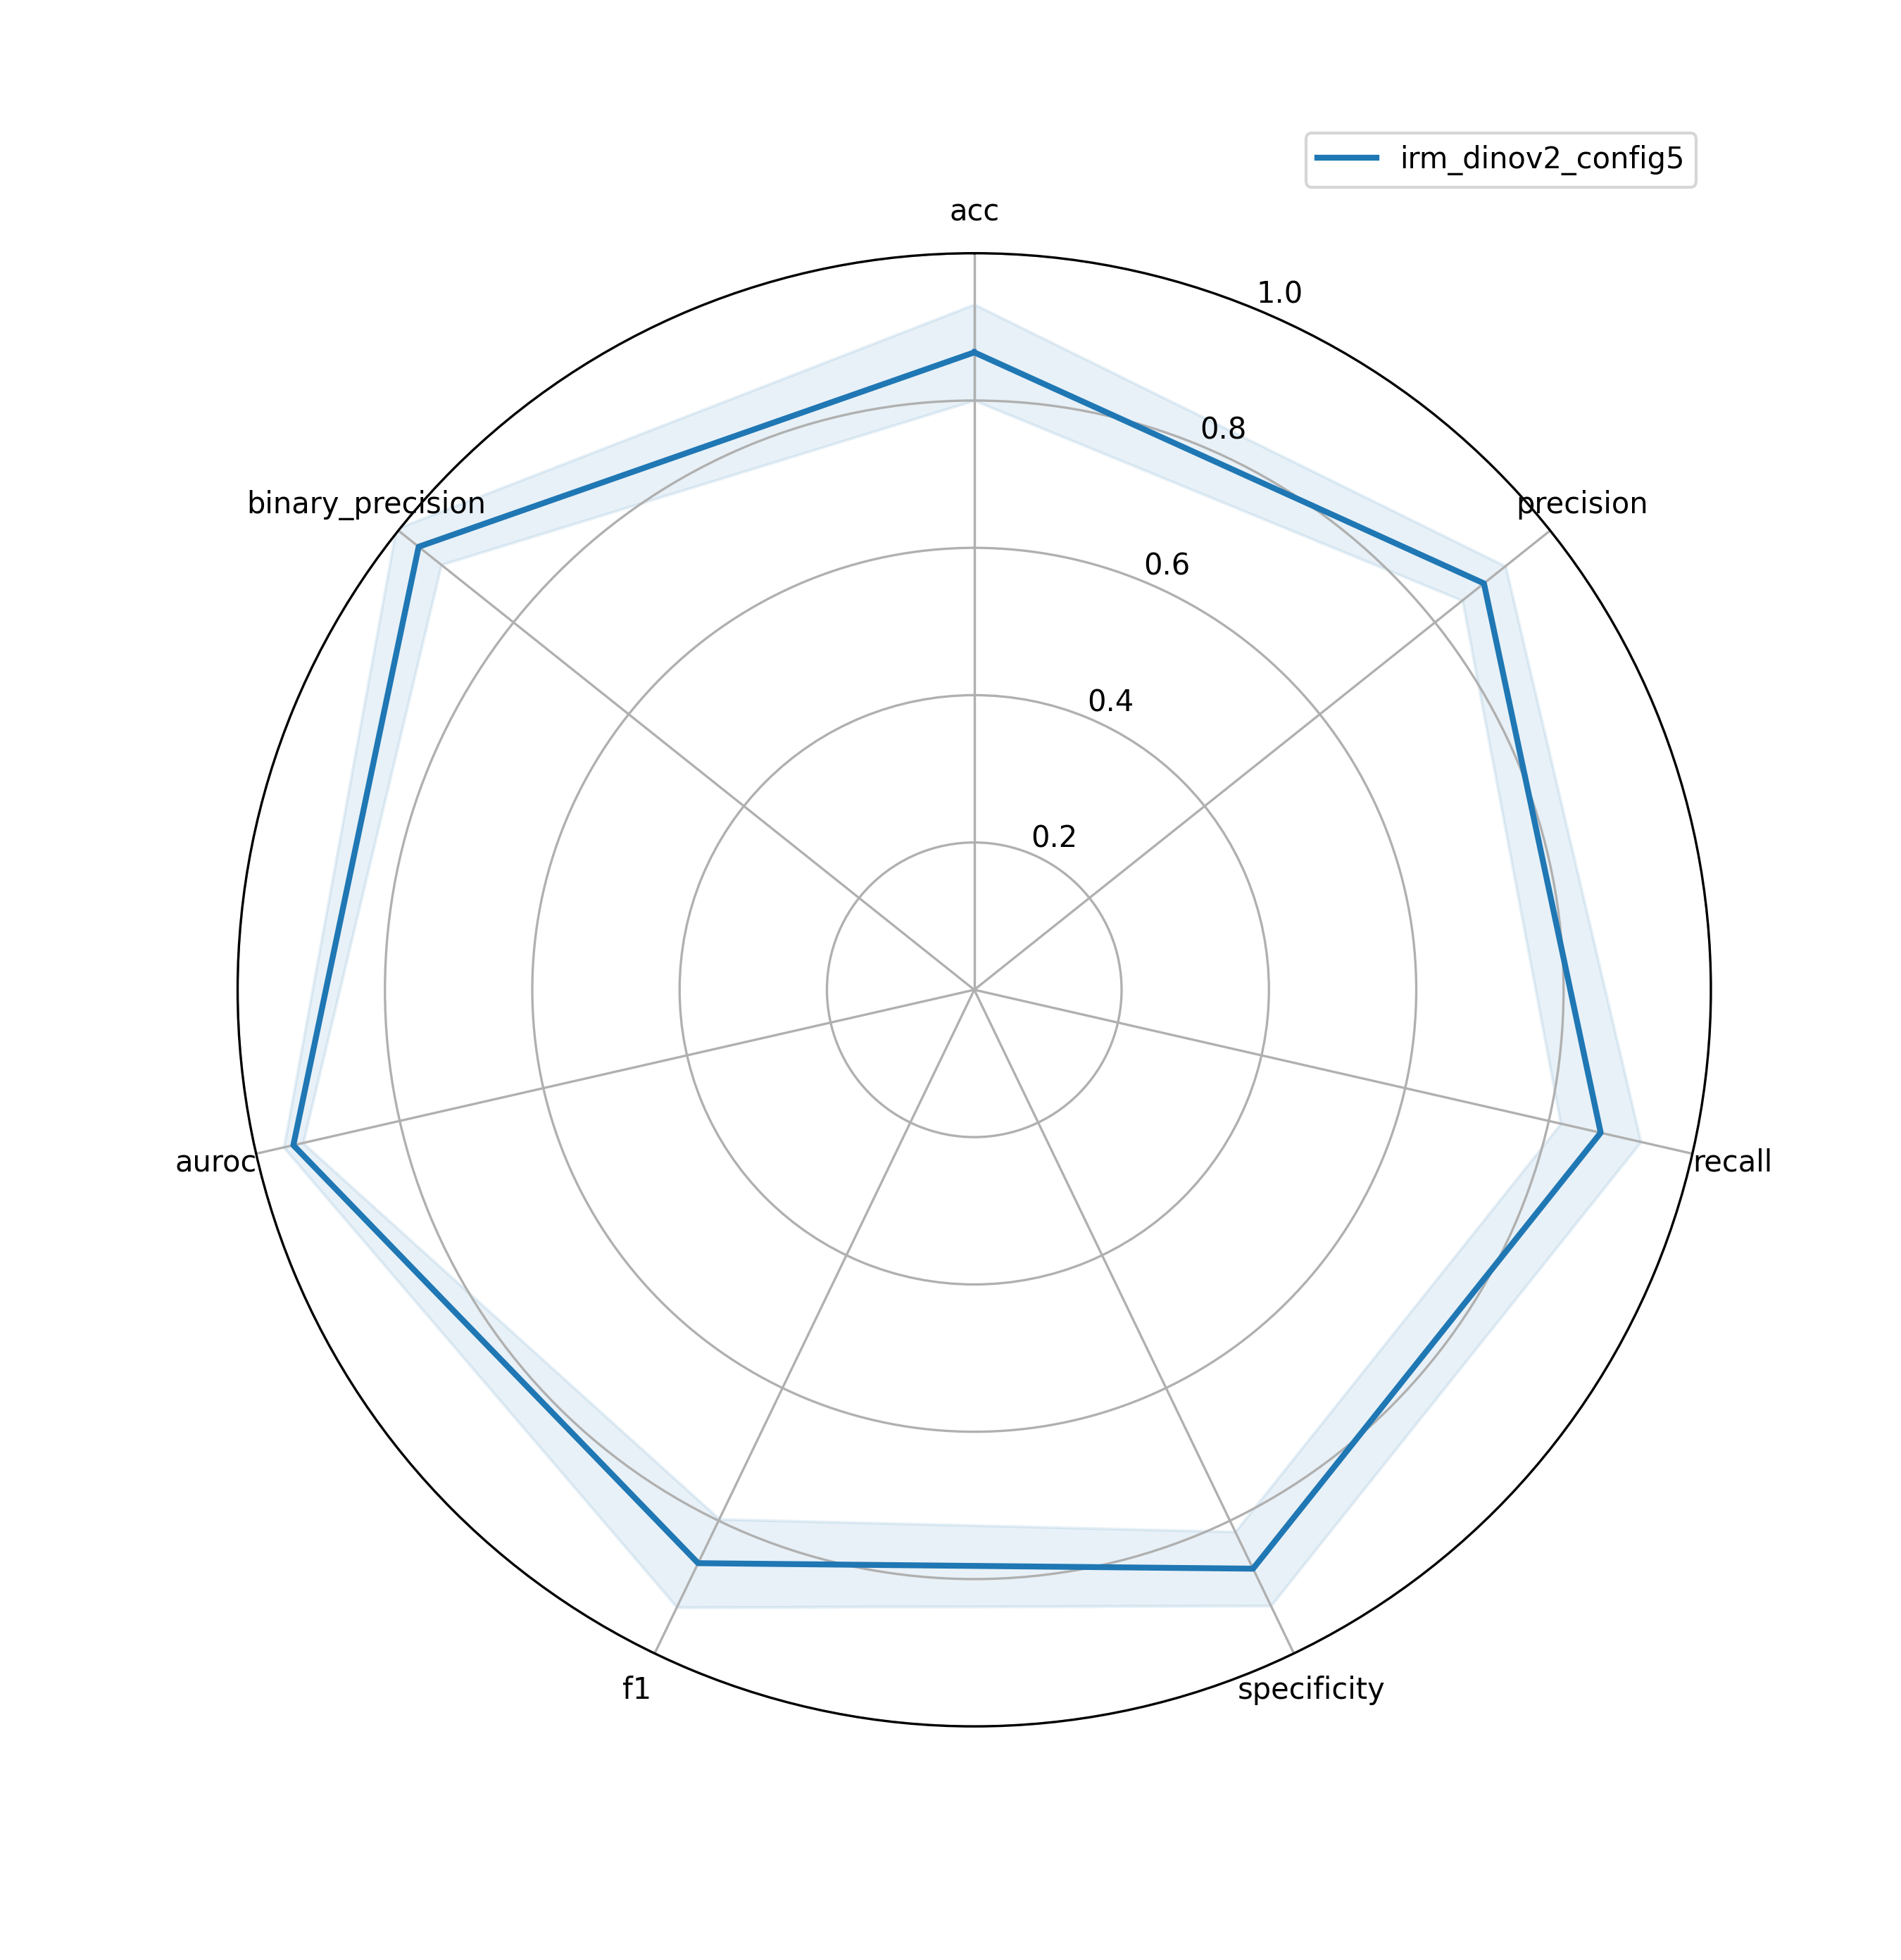 irm_dinov2_config5
acc
1.0
0.8
binary_precision
precision
0.6
0.4
0.2
auroc
recall
f1
specificity